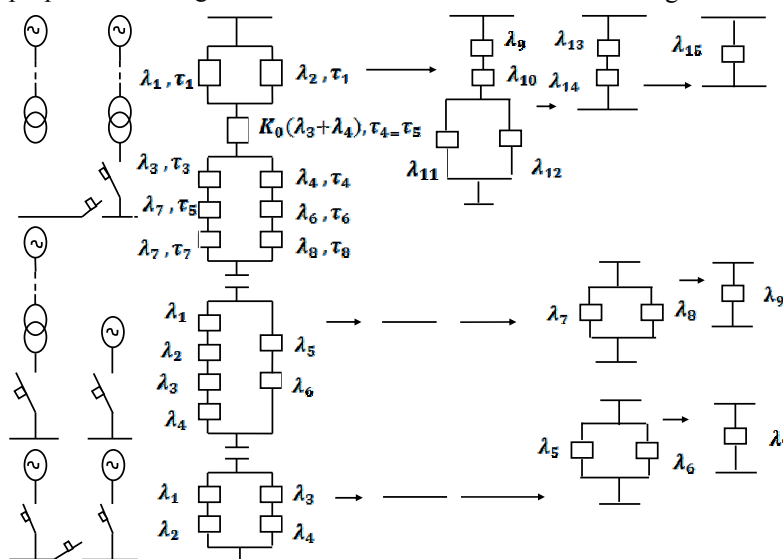 λ₁ , τ₁
λ₂ , τ₁
K₀(λ₃+λ₄), τ₄₌τ₅
λ₃ , τ₃
λ₄ , τ₄
λ₇ , τ₅
λ₆ , τ₆
λ₇ , τ₇
λ₈ , τ₈
λ₉
λ₁₀
λ₁₁
λ₁₂
λ₁₃
λ₁₄
λ₁₅
λ₁
λ₂
λ₃
λ₄
λ₅
λ₆
λ₇
λ₈
λ₉
λ₁
λ₂
λ₃
λ₄
λ₅
λ₆